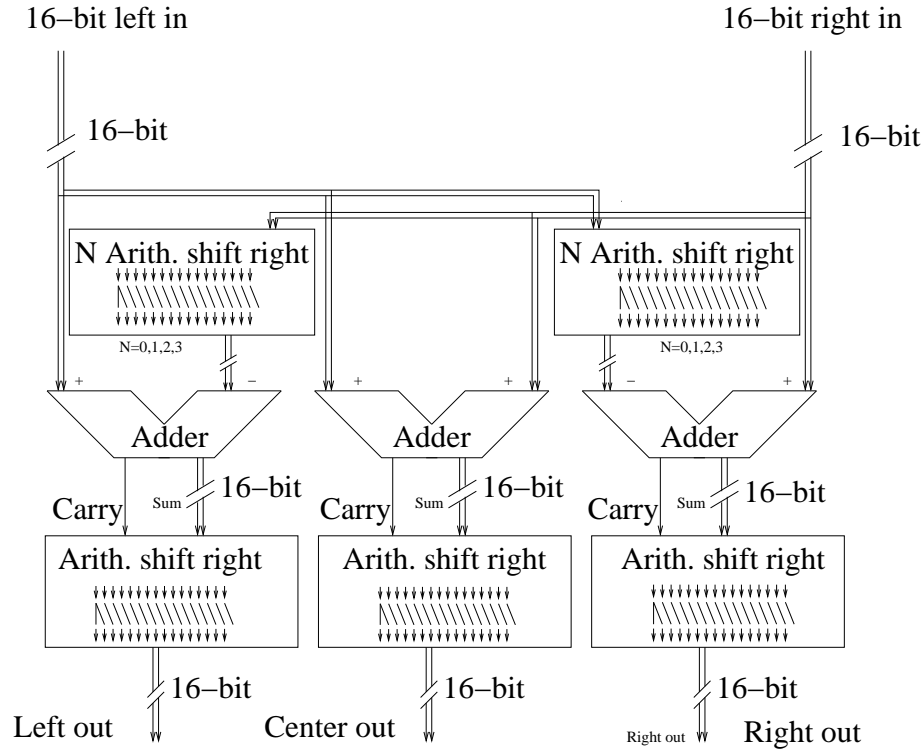 16−bit left in
16−bit right in
16−bit
16−bit
N Arith. shift right
N Arith. shift right
N=0,1,2,3
N=0,1,2,3
+
−
+
+
−
+
Adder
Adder
Adder
Carry
Sum
16−bit
Carry
Sum
16−bit
Carry
Sum
16−bit
Arith. shift right
Arith. shift right
Arith. shift right
16−bit
16−bit
16−bit
Left out
Center out
Right out
Right out